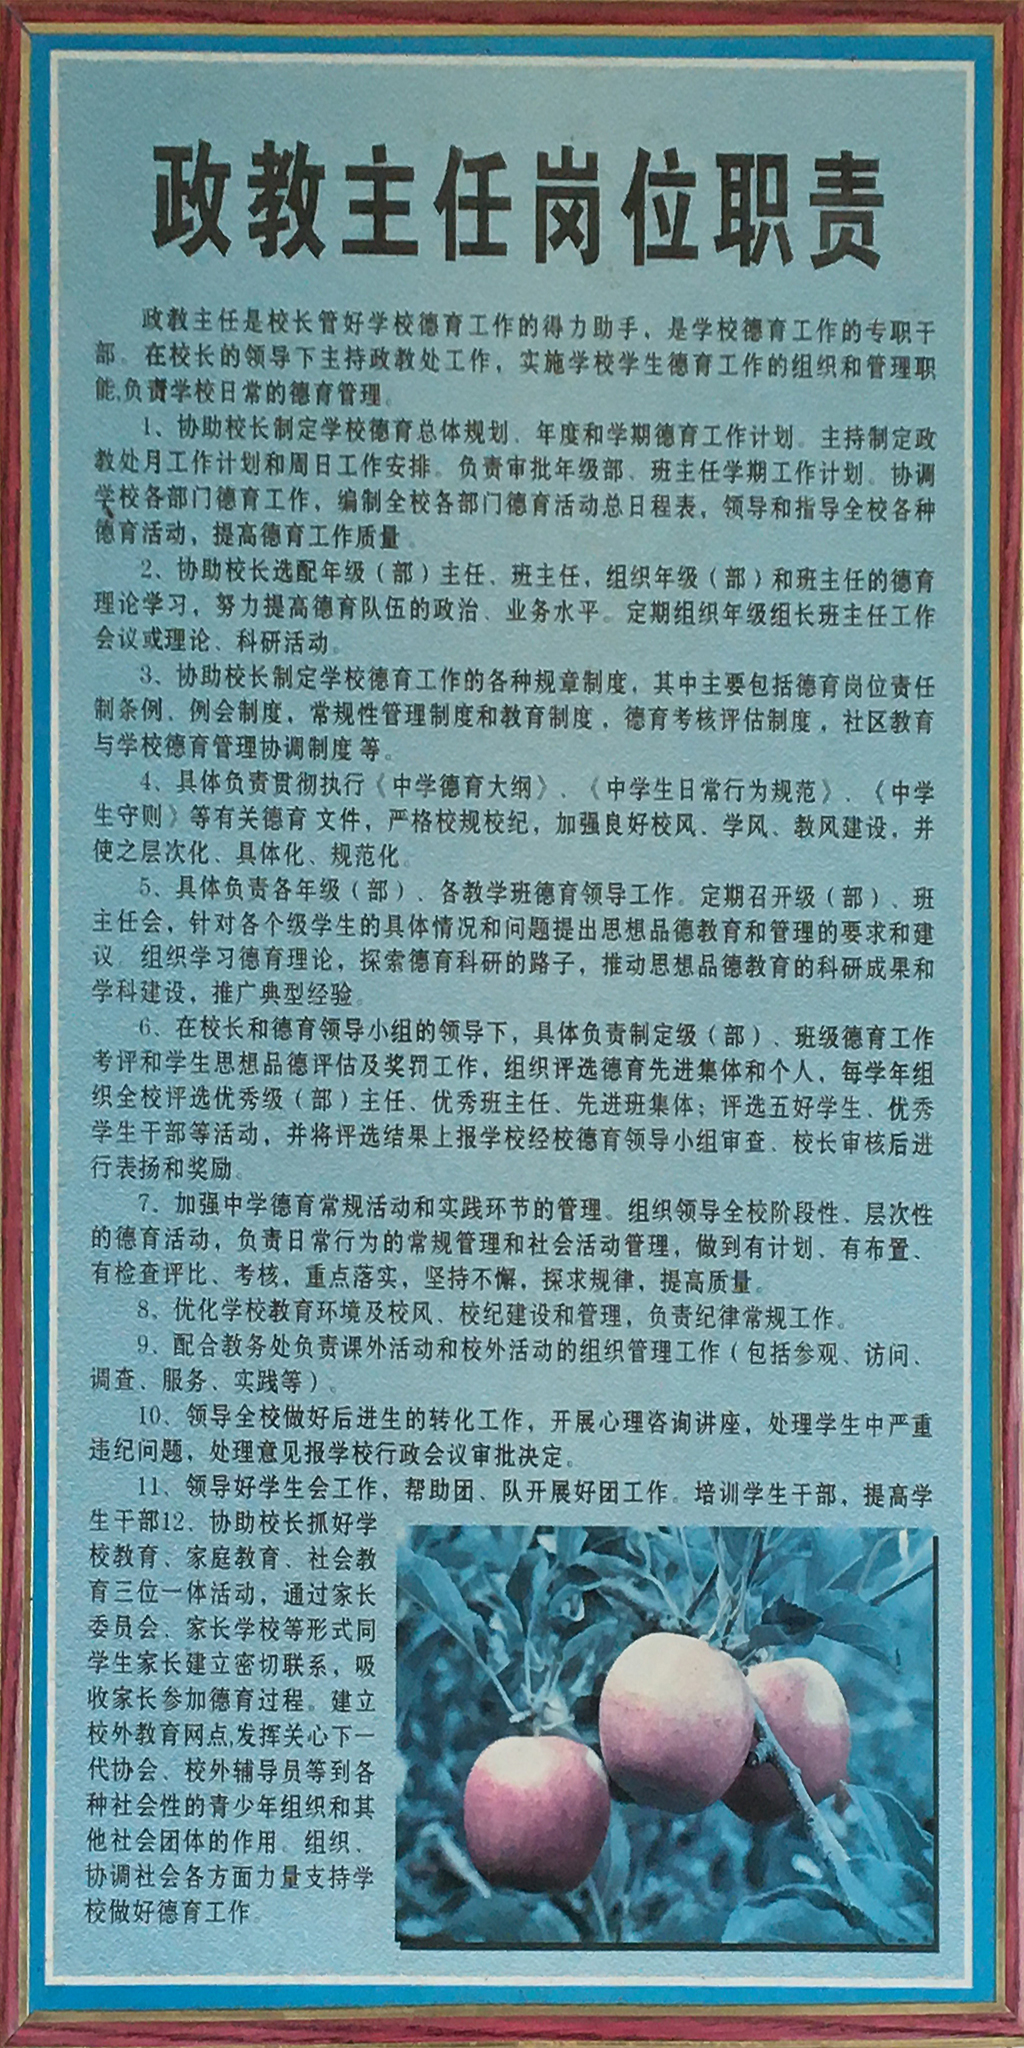 政教主任岗位职责
政教主任是校长管好学校德育工作的得力助手，是学校德育工作的专职干
部。在校长的领导下主持政教处工作，实施学校学生德育工作的组织和管理职
能,负责学校日常的德育管理。
1、协助校长制定学校德育总体规划、年度和学期德育工作计划。主持制定政
教处月工作计划和周日工作安排。负责审批年级部、班主任学期工作计划。协调
学校各部门德育工作，编制全校各部门德育活动总日程表，领导和指导全校各种
德育活动，提高德育工作质量。
2、协助校长选配年级（部）主任、班主任，组织年级（部）和班主任的德育
理论学习，努力提高德育队伍的政治、业务水平。定期组织年级组长班主任工作
会议或理论、科研活动。
3、协助校长制定学校德育工作的各种规章制度，其中主要包括德育岗位责任
制条例、例会制度，常规性管理制度和教育制度，德育考核评估制度，社区教育
与学校德育管理协调制度 等。
4、具体负责贯彻执行《中学德育大纲》、《中学生日常行为规范》、《中学
生守则》等有关德育 文件，严格校规校纪，加强良好校风、学风、教风建设，并
使之层次化、具体化、规范化。
5、具体负责各年级（部）、各教学班德育领导工作。定期召开级（部）、班
主任会，针对各个级学生的具体情况和问题提出思想品德教育和管理的要求和建
议。组织学习德育理论，探索德育科研的路子，推动思想品德教育的科研成果和
学科建设，推广典型经验。
6、在校长和德育领导小组的领导下，具体负责制定级（部）、班级德育工作
考评和学生思想品德评估及奖罚工作，组织评选德育先进集体和个人，每学年组
织全校评选优秀级（部）主任、优秀班主任、先进班集体；评选五好学生、优秀
学生干部等活动，并将评选结果上报学校经校德育领导小组审查、校长审核后进
行表扬和奖励。
7、加强中学德育常规活动和实践环节的管理。组织领导全校阶段性、层次性
的德育活动，负责日常行为的常规管理和社会活动管理，做到有计划、有布置、
有检查评比、考核，重点落实，坚持不懈，探求规律，提高质量。
8、优化学校教育环境及校风、校纪建设和管理，负责纪律常规工作。
9、配合教务处负责课外活动和校外活动的组织管理工作（包括参观、访问、
调查、服务、实践等）。
10、领导全校做好后进生的转化工作，开展心理咨询讲座，处理学生中严重
违纪问题，处理意见报学校行政会议审批决定。
11、领导好学生会工作，帮助团、队开展好团工作。培训学生干部，提高学
生干部12、协助校长抓好学
校教育、家庭教育、社会教
育三位一体活动，通过家长
委员会、家长学校等形式同
学生家长建立密切联系，吸
收家长参加德育过程。建立
校外教育网点,发挥关心下一
代协会、校外辅导员等到各
种社会性的青少年组织和其
他社会团体的作用。组织、
协调社会各方面力量支持学
校做好德育工作。